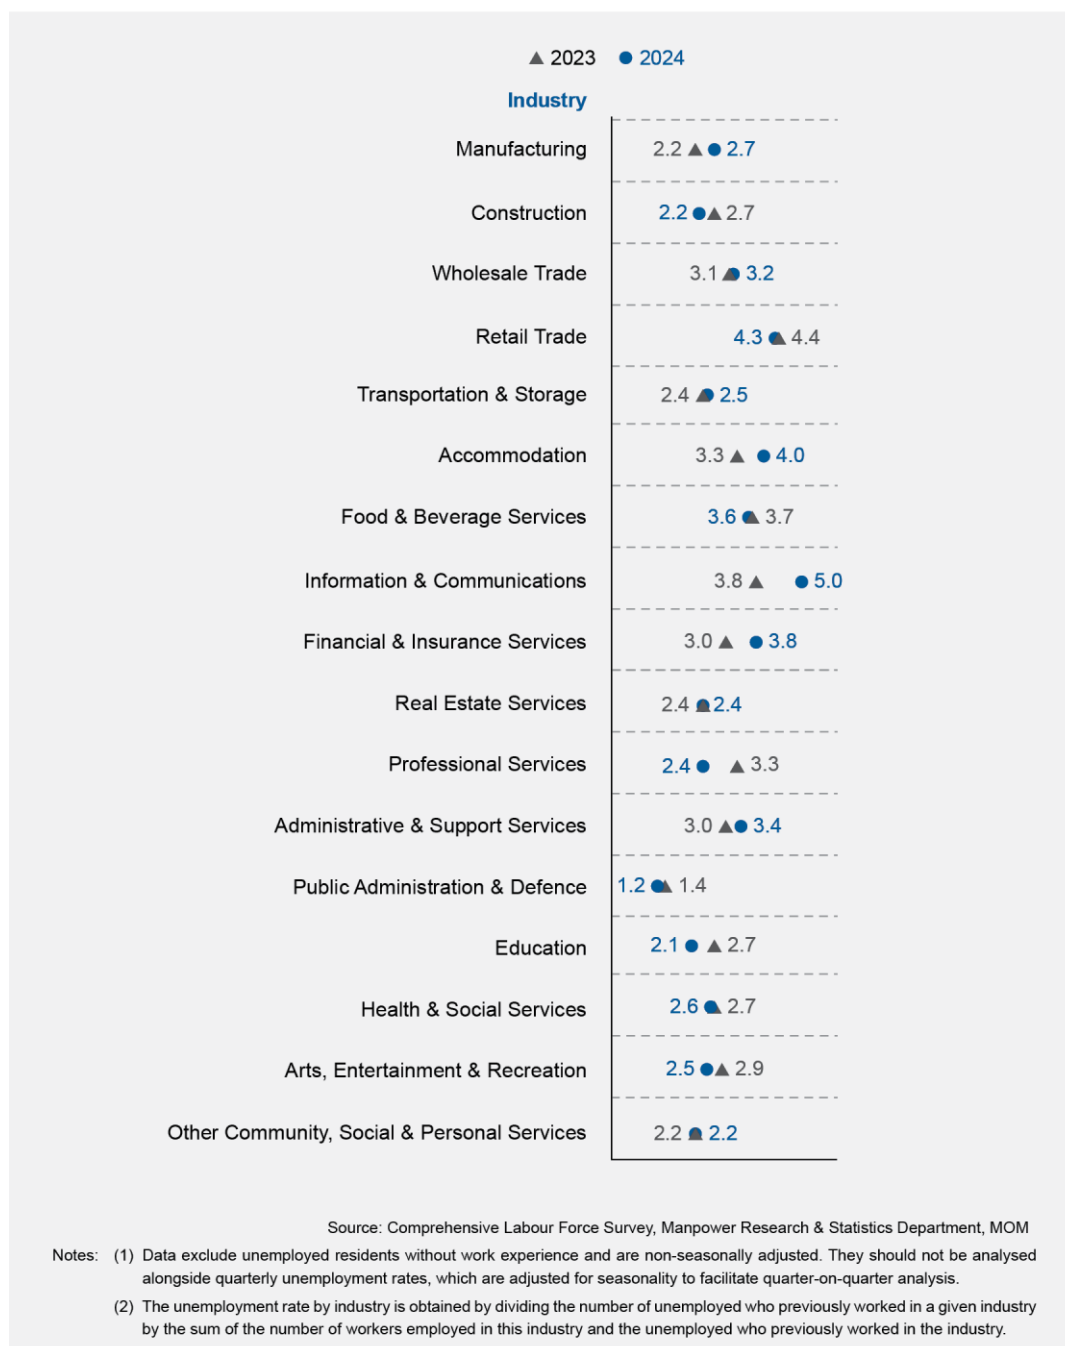 2023 2024
Industry
Manufacturing 2.2 2.7
Construction 2.2 2.7
Wholesale Trade 3.1 3.2
Retail Trade 4.3 4.4
Transportation & Storage 2.4 2.5
Accommodation 3.3 4.0
Food & Beverage Services 3.6 3.7
Information & Communications 3.8 5.0
Financial & Insurance Services 3.0 3.8
Real Estate Services 2.4 2.4
Professional Services 2.4 3.3
Administrative & Support Services 3.0 3.4
Public Administration & Defence 1.2 1.4
Education 2.1 2.7
Health & Social Services 2.6 2.7
Arts, Entertainment & Recreation 2.5 2.9
Other Community, Social & Personal Services 2.2 2.2
Source: Comprehensive Labour Force Survey, Manpower Research & Statistics Department, MOM
Notes: (1) Data exclude unemployed residents without work experience and are non-seasonally adjusted. They should not be analysed
alongside quarterly unemployment rates, which are adjusted for seasonality to facilitate quarter-on-quarter analysis.
(2) The unemployment rate by industry is obtained by dividing the number of unemployed who previously worked in a given industry
by the sum of the number of workers employed in this industry and the unemployed who previously worked in the industry.